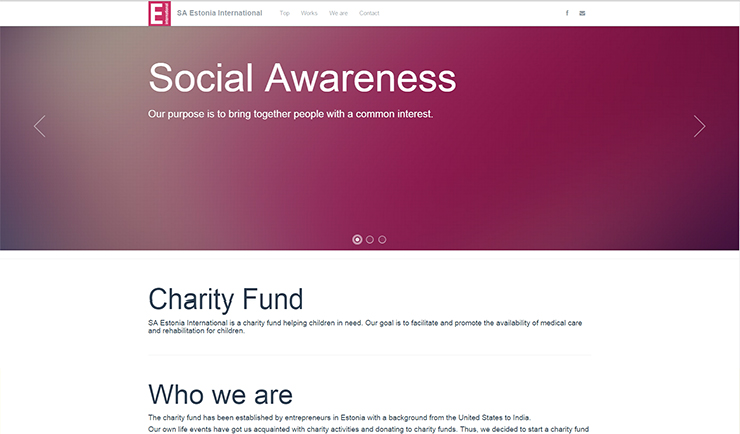 E
SA Estonia International Top Works We are Contact f
Social Awareness
Our purpose is to bring together people with a common interest.
Charity Fund
SA Estonia International is a charity fund helping children in need. Our goal is to facilitate and promote the availability of medical care
and rehabilitation for children.
Who we are
The charity fund has been established by entrepreneurs in Estonia with a background from the United States to India.
Our own life events have got us acquainted with charity activities and donating to charity funds. Thus, we decided to start a charity fund